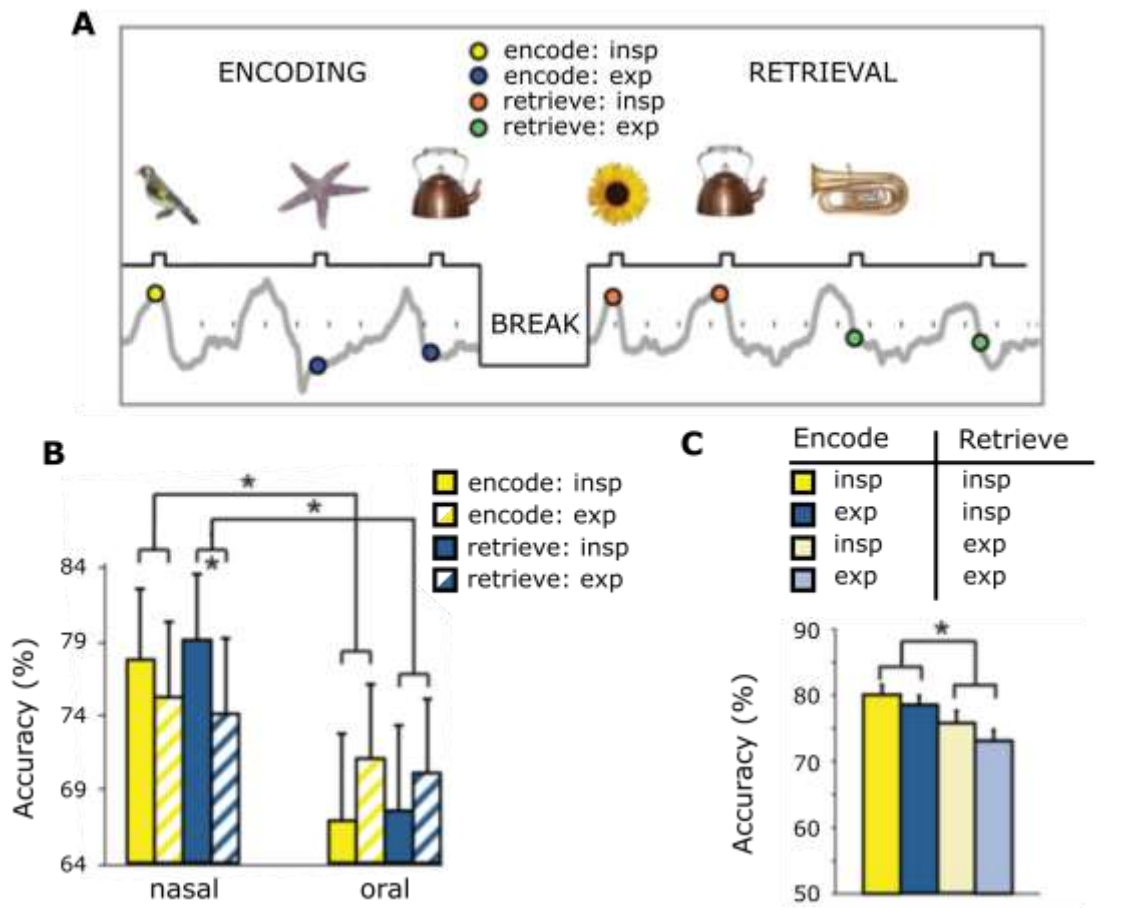 A
ENCODING
encode: insp
encode: exp
retrieve: insp
retrieve: exp
RETRIEVAL
BREAK
B
*
*
*
encode: insp
encode: exp
retrieve: insp
retrieve: exp
Accuracy (%)
84
79
74
69
64
nasal
oral
C
Encode Retrieve
insp insp
exp insp
insp exp
exp exp
*
Accuracy (%)
90
80
70
60
50